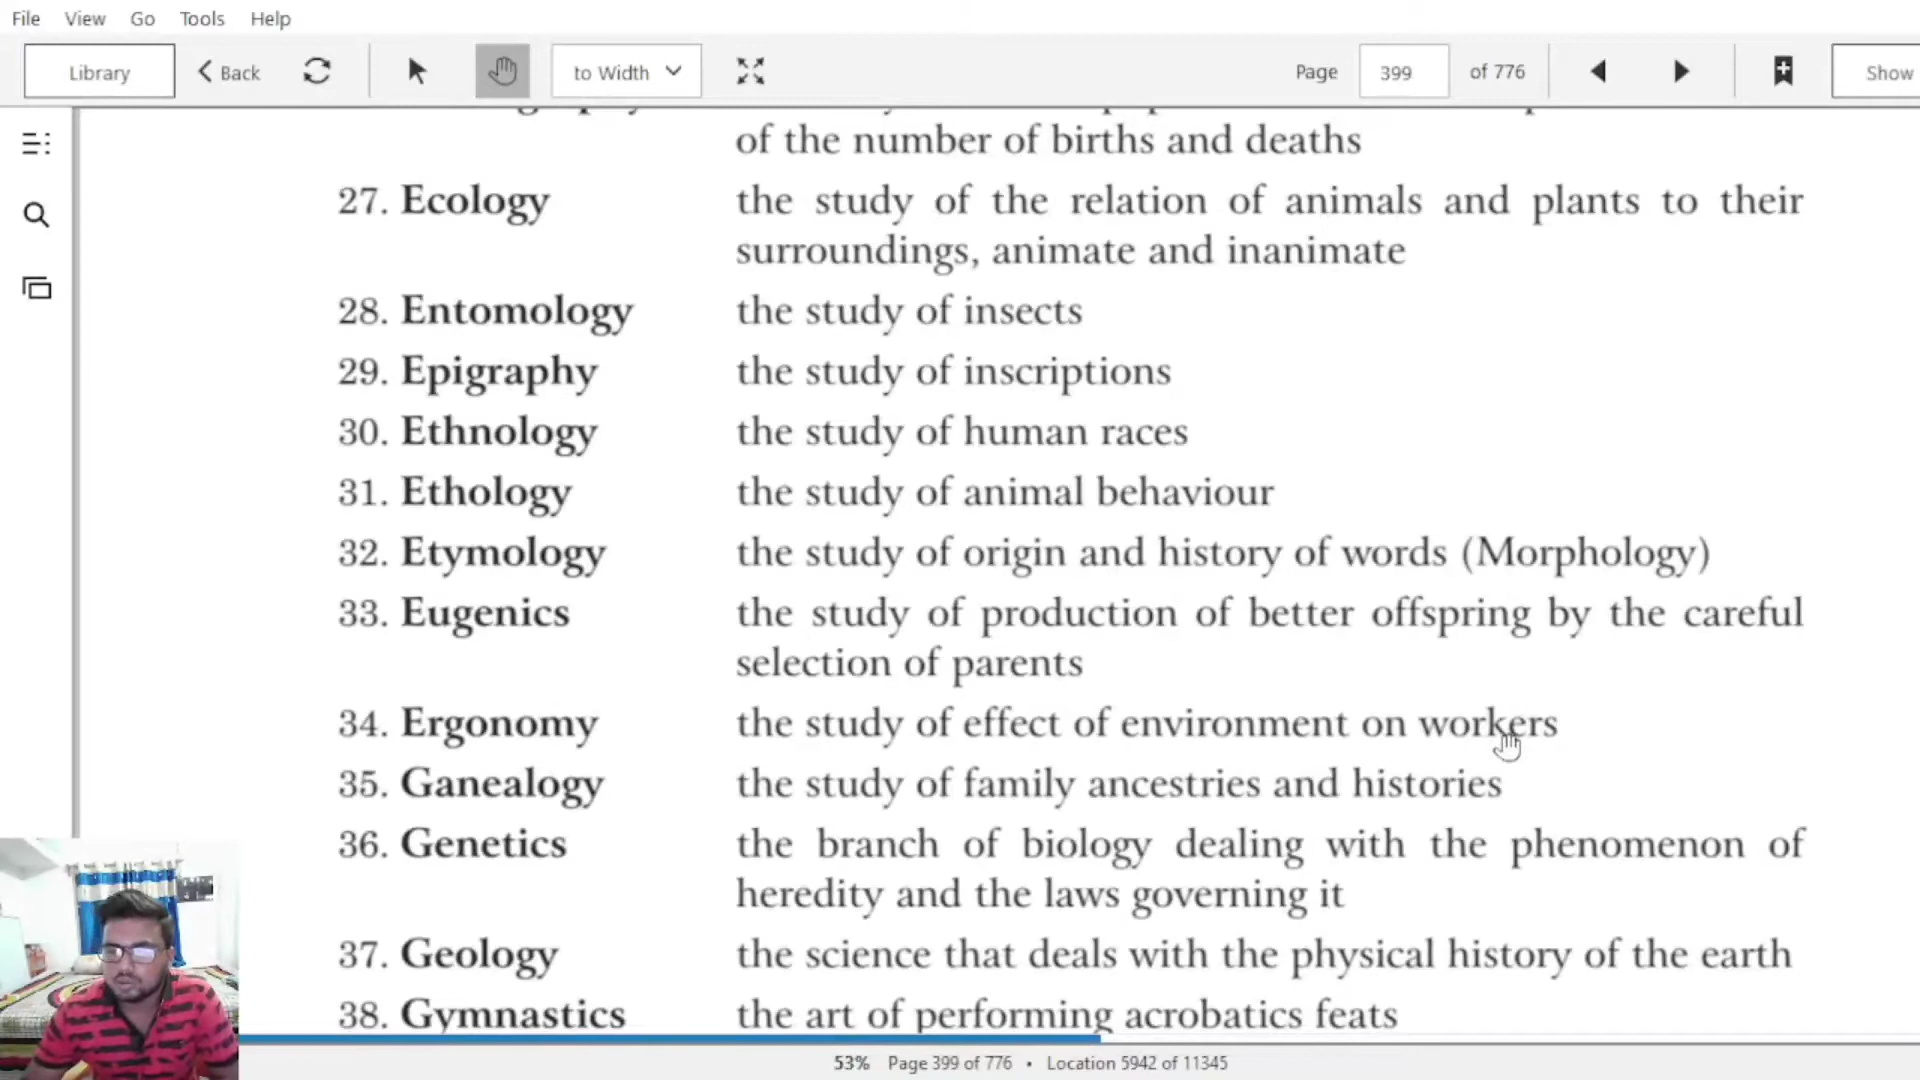 File View Go Tools Help
Library Back to Width Page 399 of 776 Show
of the number of births and deaths
27. Ecology the study of the relation of animals and plants to their
surroundings, animate and inanimate
28. Entomology the study of insects
29. Epigraphy the study of inscriptions
30. Ethnology the study of human races
31. Ethology the study of animal behaviour
32. Etymology the study of origin and history of words (Morphology)
33. Eugenics the study of production of better offspring by the careful
selection of parents
34. Ergonomy the study of effect of environment on workers
35. Ganealogy the study of family ancestries and histories
36. Genetics the branch of biology dealing with the phenomenon of
heredity and the laws governing it
37. Geology the science that deals with the physical history of the earth
38. Gymnastics the art of performing acrobatics feats
53% Page 399 of 776 • Location 5942 of 11345